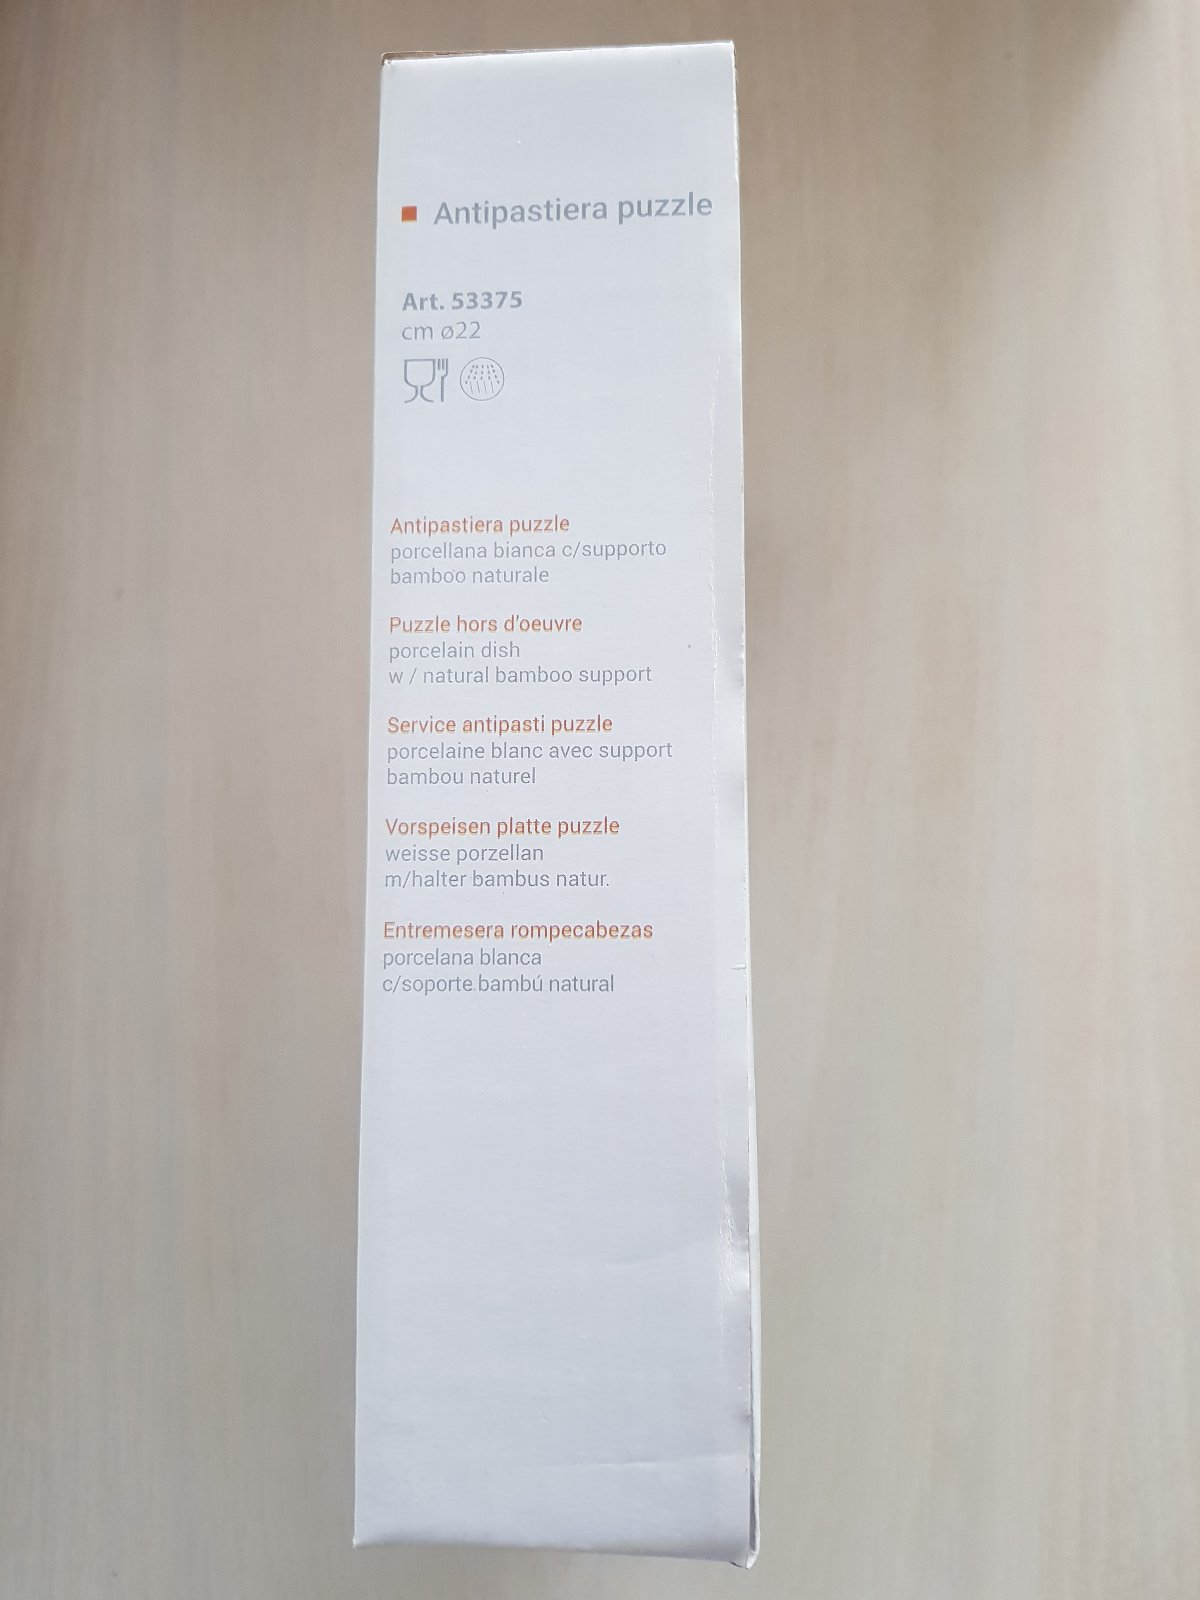 Antipastiera puzzle
Art. 53375
cm ø22
Antipastiera puzzle
porcellana bianca c/supporto
bamboo naturale
Puzzle hors d'oeuvre
porcelain dish
w / natural bamboo support
Service antipasti puzzle
porcelaine blanc avec support
bambou naturel
Vorspeisen platte puzzle
weisse porzellan
m/halter bambus natur.
Entremesera rompecabezas
porcelana blanca
c/soporte bambú natural